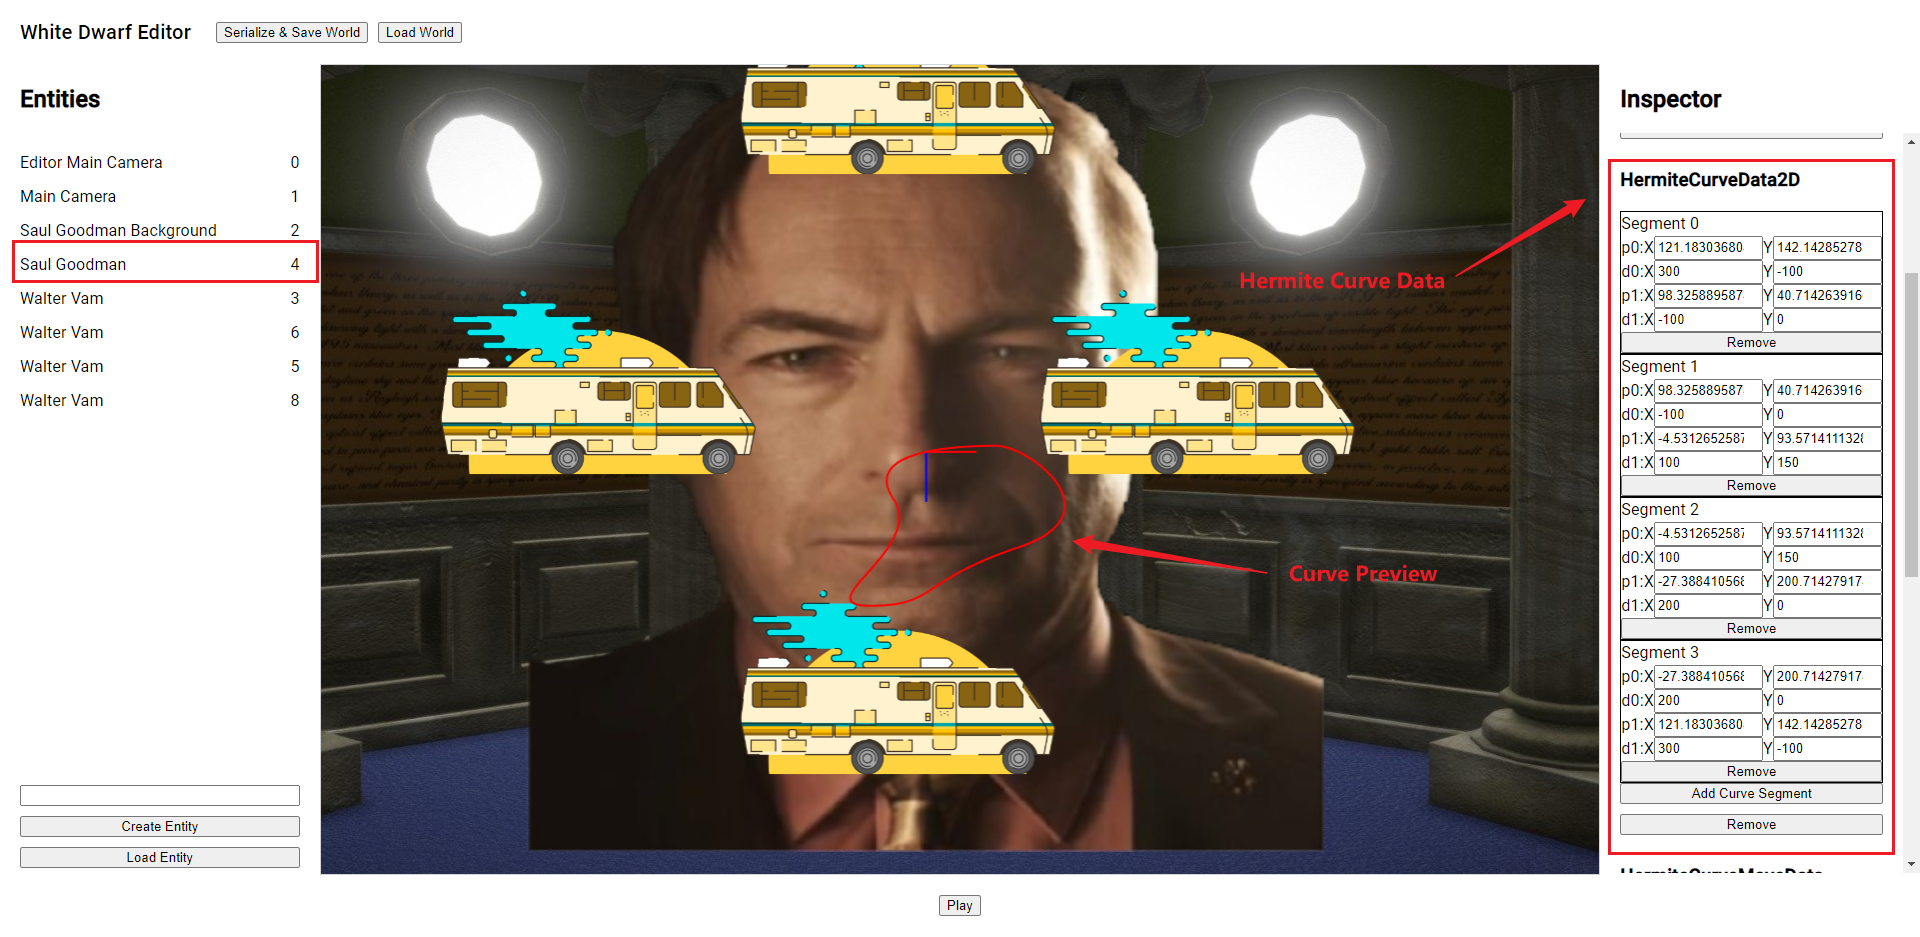 White Dwarf Editor
Serialize & Save World
Load World
Entities
Editor Main Camera 0
Main Camera 1
Saul Goodman Background 2
Saul Goodman 4
Walter Vam 3
Walter Vam 6
Walter Vam 5
Walter Vam 8
Create Entity
Load Entity
Hermite Curve Data
Curve Preview
Play
Inspector
HermiteCurveData2D
Segment 0
p0:X 121.18303680 Y 142.14285278
d0:X 300 Y -100
p1:X 98.325889587 Y 40.714263916
d1:X -100 Y 0
Remove
Segment 1
p0:X 98.325889587 Y 40.714263916
d0:X -100 Y 0
p1:X -4.5312652587 Y 93.5714111328
d1:X 100 Y 150
Remove
Segment 2
p0:X -4.5312652587 Y 93.5714111328
d0:X 100 Y 150
p1:X -27.388410568 Y 200.71427917
d1:X 200 Y 0
Remove
Segment 3
p0:X -27.388410568 Y 200.71427917
d0:X 200 Y 0
p1:X 121.18303680 Y 142.14285278
d1:X 300 Y -100
Remove
Add Curve Segment
Remove
HermiteCurveMoveData